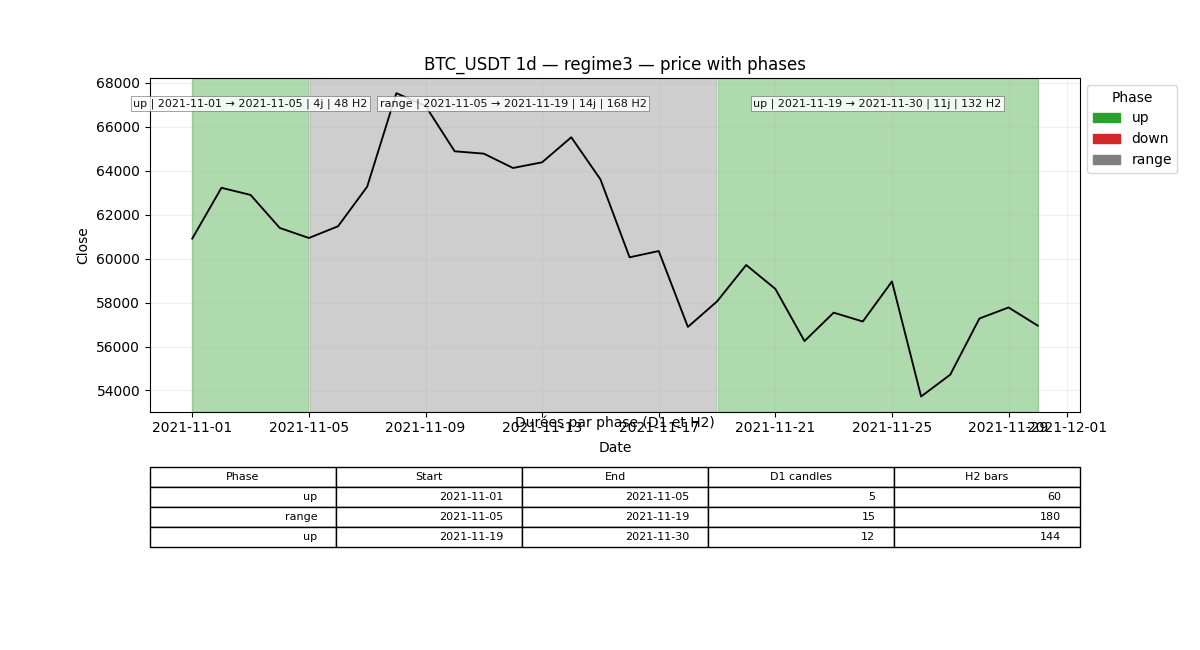 BTC_USDT 1d — regime3 — price with phases
68000
66000
64000
62000
60000
58000
56000
54000
Close
up | 2021-11-01 → 2021-11-05 | 4j | 48 H2
range | 2021-11-05 → 2021-11-19 | 14j | 168 H2
up | 2021-11-19 → 2021-11-30 | 11j | 132 H2
Phase
up
down
range
Durées par phase (D1 et H2)
2021-11-01 2021-11-05 2021-11-09 2021-11-13 2021-11-17 2021-11-21 2021-11-25 2021-11-29 2021-12-01
Date
Phase Start End D1 candles H2 bars
up 2021-11-01 2021-11-05 5 60
range 2021-11-05 2021-11-19 15 180
up 2021-11-19 2021-11-30 12 144